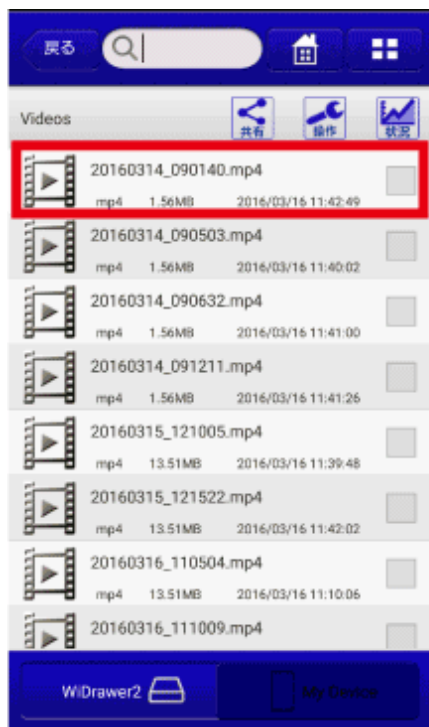 戻る
Videos
共有 操作 状況
20160314_090140.mp4
mp4 1.56MB 2016/03/16 11:42:49
20160314_090503.mp4
mp4 1.56MB 2016/03/16 11:40:02
20160314_090632.mp4
mp4 1.56MB 2016/03/16 11:41:00
20160314_091211.mp4
mp4 1.56MB 2016/03/16 11:41:26
20160315_121005.mp4
mp4 13.51MB 2016/03/16 11:39:48
20160315_121522.mp4
mp4 13.51MB 2016/03/16 11:42:02
20160316_110504.mp4
mp4 13.51MB 2016/03/16 11:10:06
20160316_111009.mp4
WiDrawer2 My Device